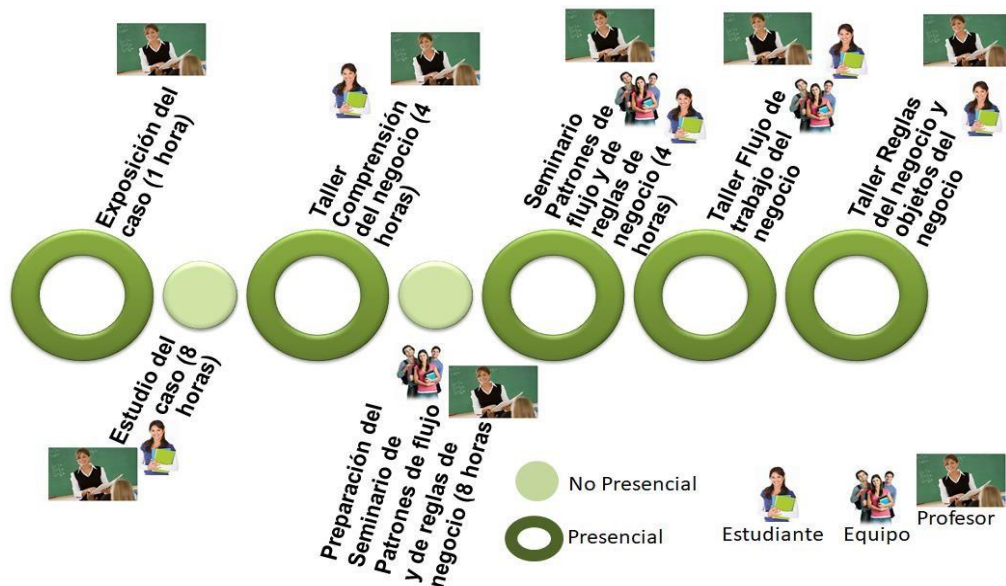 Exposición del
caso (1 hora)
Estudio del
caso (8
horas)
Taller
Comprensión
del negocio (4
horas)
Preparación del
Seminario de
Patrones de flujo
y de reglas de
negocio (8 horas
Seminario
Patrones de
flujo y de
reglas de
negocio (4
horas)
Taller Flujo de
trabajo del
negocio
Taller Reglas
del negocio y
objetos del
negocio
No Presencial
Presencial
Estudiante
Equipo
Profesor